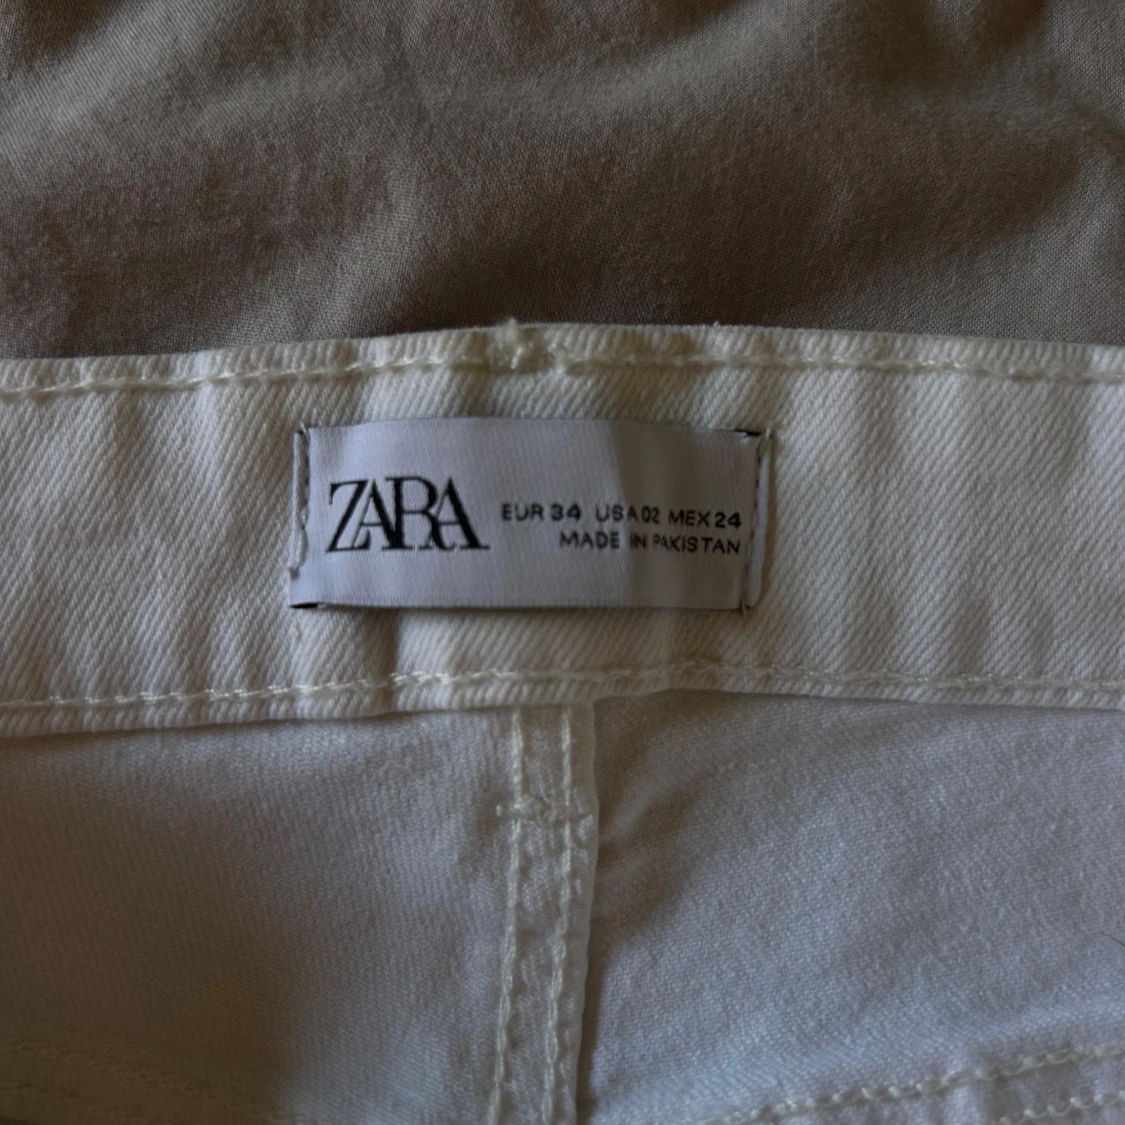 ZARA
EUR 34 USA 02 MEX 24
MADE IN PAKISTAN